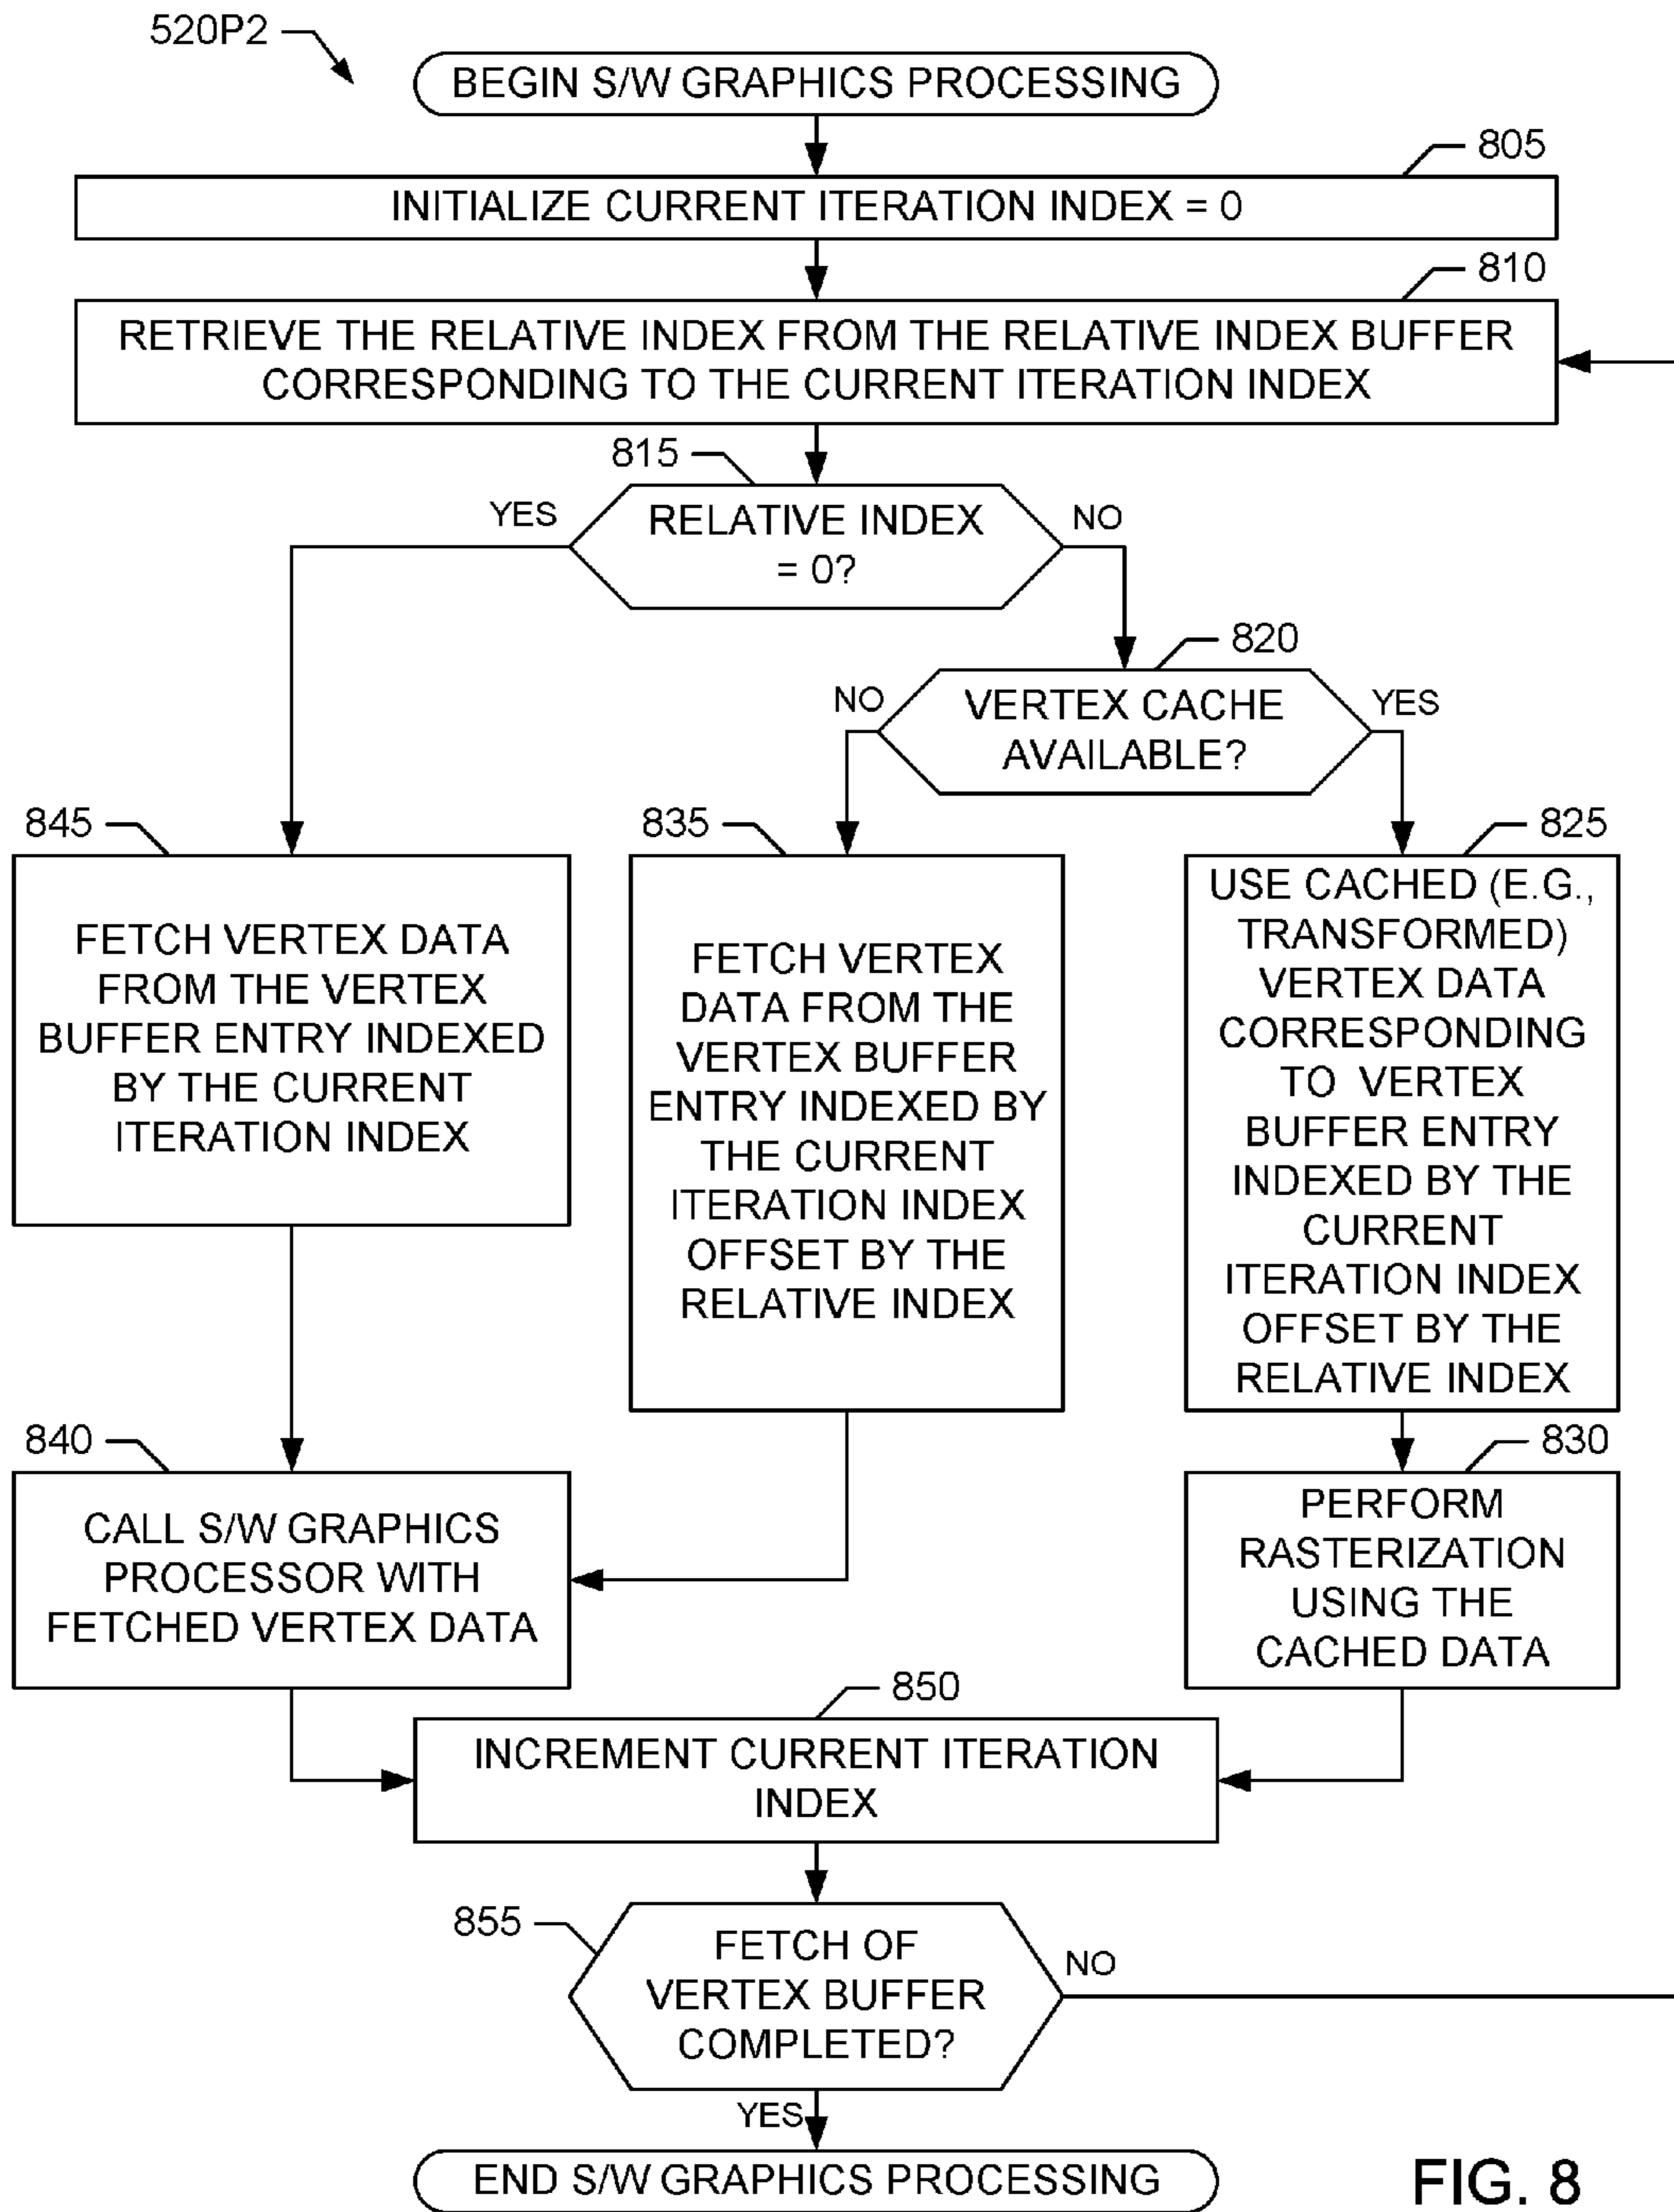 520P2
BEGIN S/W GRAPHICS PROCESSING
805
INITIALIZE CURRENT ITERATION INDEX = 0
810
RETRIEVE THE RELATIVE INDEX FROM THE RELATIVE INDEX BUFFER
CORRESPONDING TO THE CURRENT ITERATION INDEX
815
YES
RELATIVE INDEX
= 0?
NO
820
NO
VERTEX CACHE
AVAILABLE?
YES
845
FETCH VERTEX DATA
FROM THE VERTEX
BUFFER ENTRY INDEXED
BY THE CURRENT
ITERATION INDEX
835
FETCH VERTEX
DATA FROM THE
VERTEX BUFFER
ENTRY INDEXED BY
THE CURRENT
ITERATION INDEX
OFFSET BY THE
RELATIVE INDEX
825
USE CACHED (E.G.,
TRANSFORMED)
VERTEX DATA
CORRESPONDING
TO VERTEX
BUFFER ENTRY
INDEXED BY THE
CURRENT
ITERATION INDEX
OFFSET BY THE
RELATIVE INDEX
840
CALL S/W GRAPHICS
PROCESSOR WITH
FETCHED VERTEX DATA
830
PERFORM
RASTERIZATION
USING THE
CACHED DATA
850
INCREMENT CURRENT ITERATION
INDEX
855
FETCH OF
VERTEX BUFFER
COMPLETED?
NO
YES
END S/W GRAPHICS PROCESSING
FIG. 8